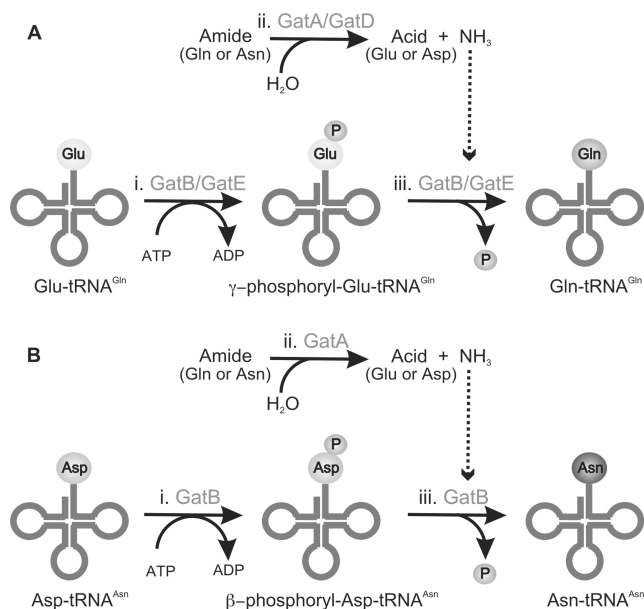 A
ii. GatA/GatD
Amide
(Gln or Asn)
H₂O
Acid + NH₃
(Glu or Asp)
Glu
i. GatB/GatE
ATP
ADP
P
Glu
iii. GatB/GatE
P
Gln
Glu-tRNAᴳˡⁿ
γ–phosphoryl-Glu-tRNAᴳˡⁿ
Gln-tRNAᴳˡⁿ
B
ii. GatA
Amide
(Gln or Asn)
H₂O
Acid + NH₃
(Glu or Asp)
Asp
i. GatB
ATP
ADP
P
Asp
iii. GatB
P
Asn
Asp-tRNAᴬˢⁿ
β-phosphoryl-Asp-tRNAᴬˢⁿ
Asn-tRNAᴬˢⁿ